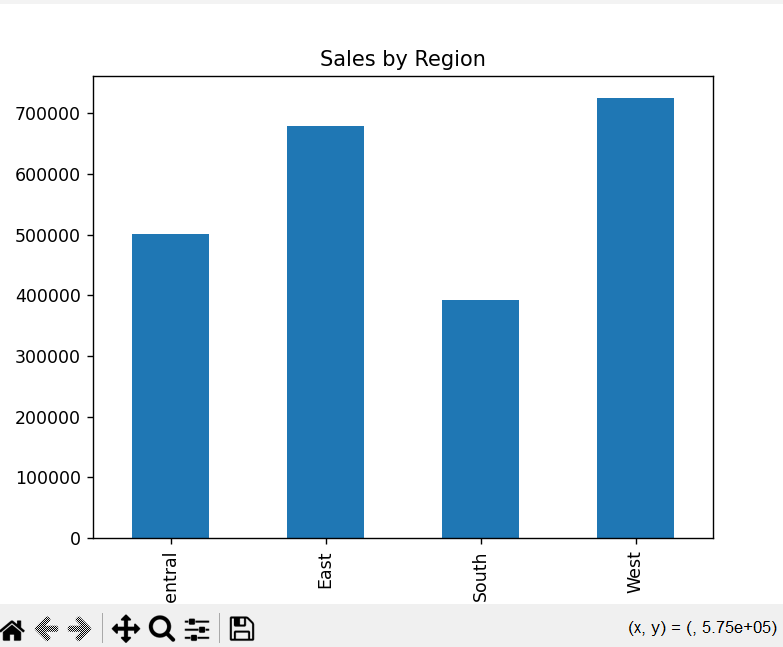 Sales by Region
700000
600000
500000
400000
300000
200000
100000
0
entral
East
South
West
(x, y) = (, 5.75e+05)